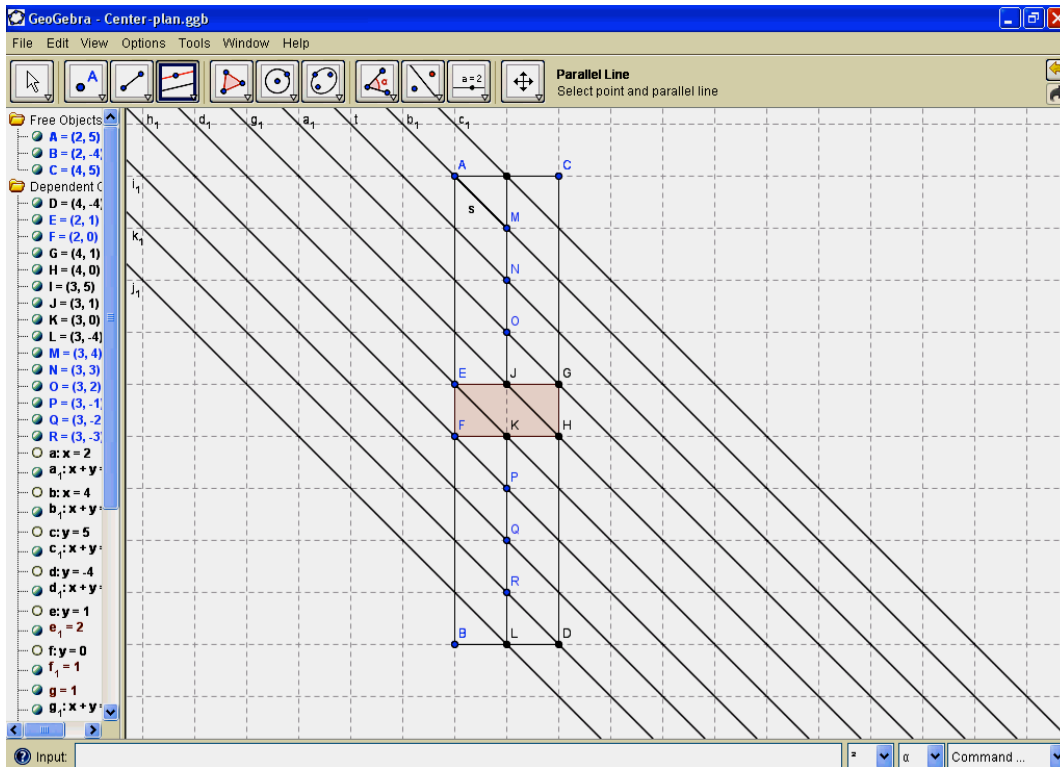 GeoGebra - Center-plan.ggb
File Edit View Options Tools Window Help
A
a=2
Parallel Line
Select point and parallel line
Free Objects
A = (2, 5)
B = (2, -4)
C = (4, 5)
Dependent O
D = (4, -4)
E = (2, 1)
F = (2, 0)
G = (4, 1)
H = (4, 0)
I = (3, 5)
J = (3, 1)
K = (3, 0)
L = (3, -4)
M = (3, 4)
N = (3, 3)
O = (3, 2)
P = (3, -1)
Q = (3, -2
R = (3, -3)
a: x = 2
a₁: x + y =
b: x = 4
b₁: x + y =
c: y = 5
c₁: x + y =
d: y = -4
d₁: x + y =
e: y = 1
e₁ = 2
f: y = 0
f₁ = 1
g = 1
g₁: x + y =
h₁ d₁ g₁ a₁ t b₁ c₁
A C
i₁
s
M
k₁
N
j₁
O
E J G
F K H
P
Q
R
B L D
Input:
²
α
Command ...